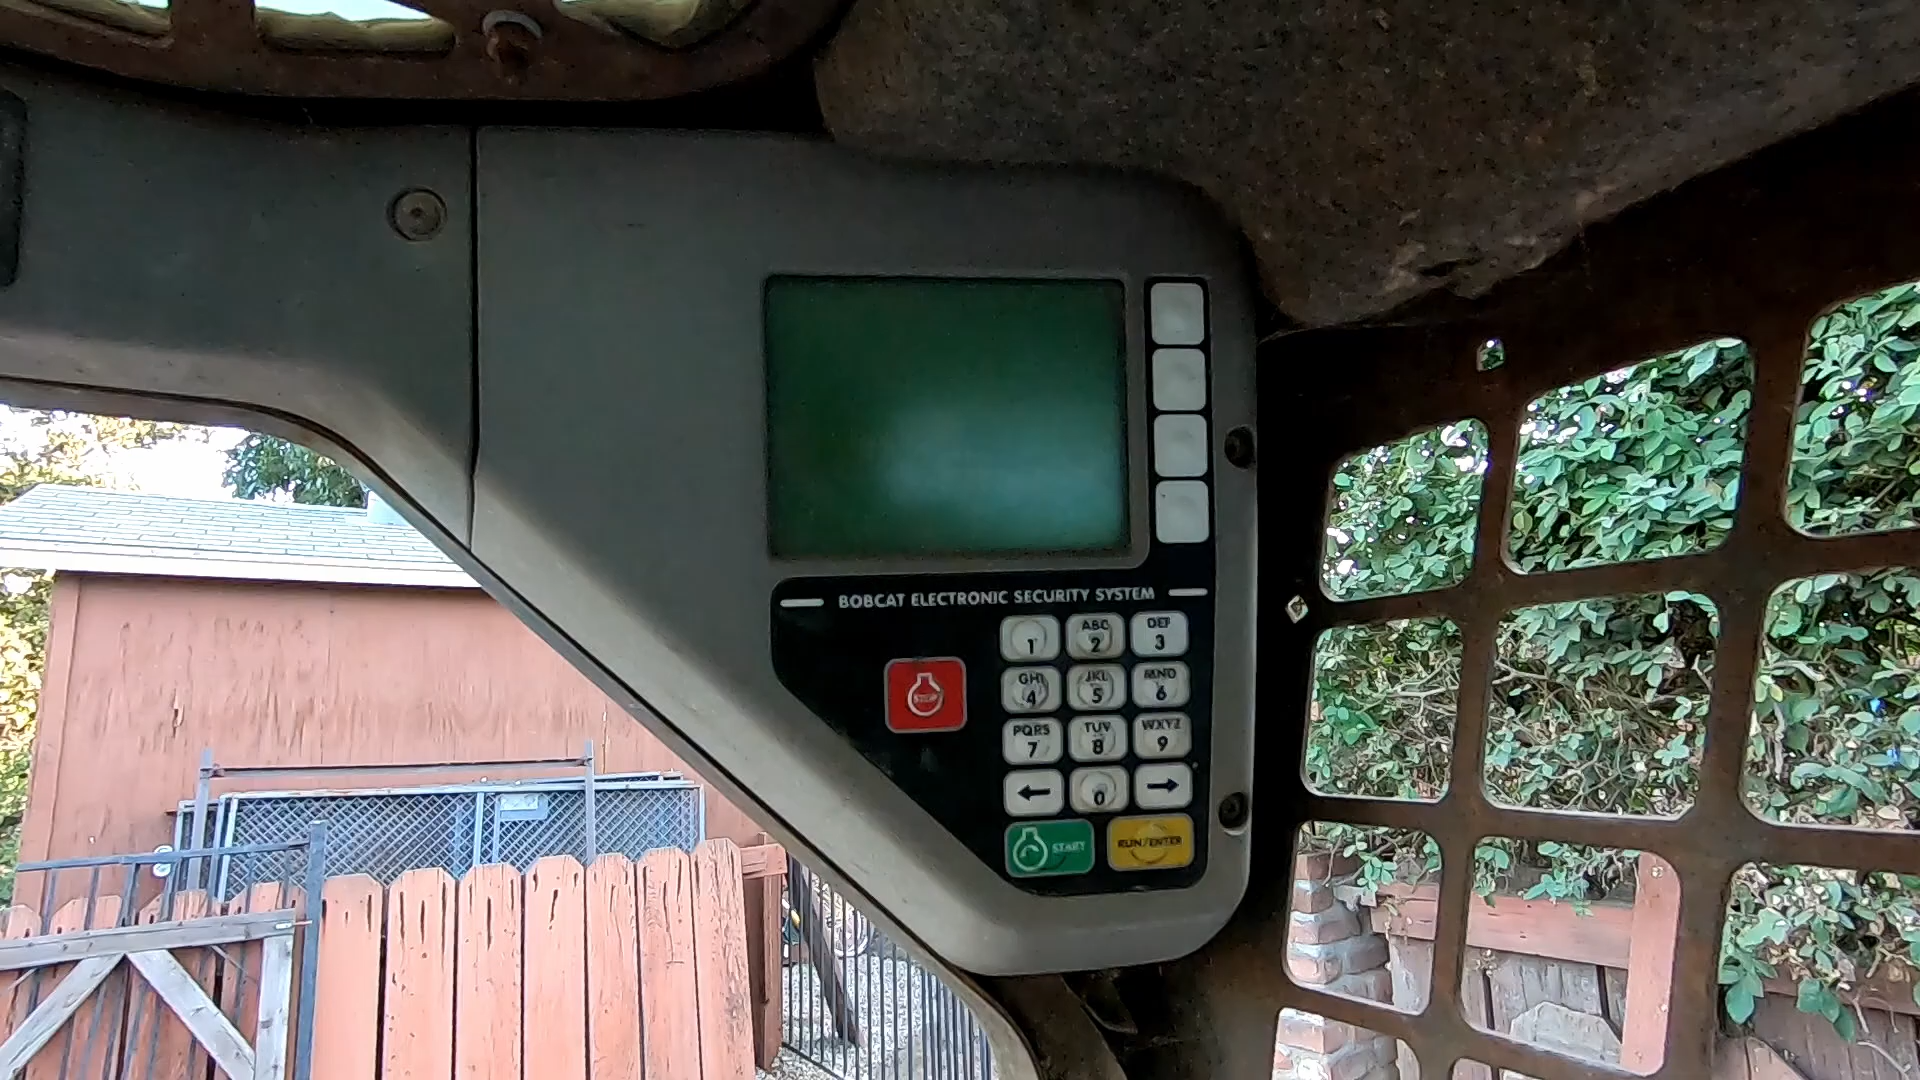 BOBCAT ELECTRONIC SECURITY SYSTEM
1 ABC 2 DEF 3
STOP
GHI 4 JKL 5 MNO 6
PQRS 7 TUV 8 WXYZ 9
0
START RUN/ENTER